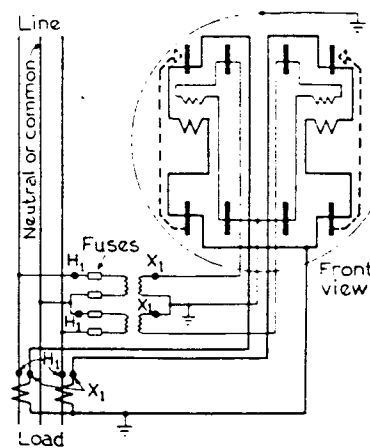 Line
Neutral or common
Fuses
H1
X1
X1
H1
Front
view
H1
X1
Load